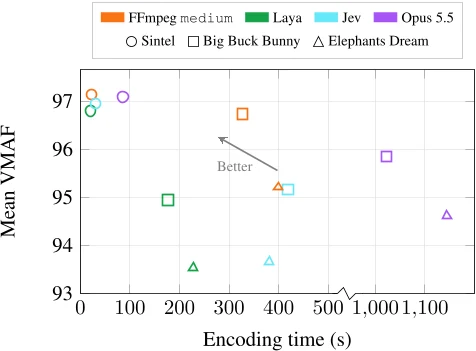 FFmpeg medium Laya Jev Opus 5.5
Sintel Big Buck Bunny Elephants Dream
97
96
95
94
93
Mean VMAF
Better
0 100 200 300 400 500 1,000 1,100
Encoding time (s)